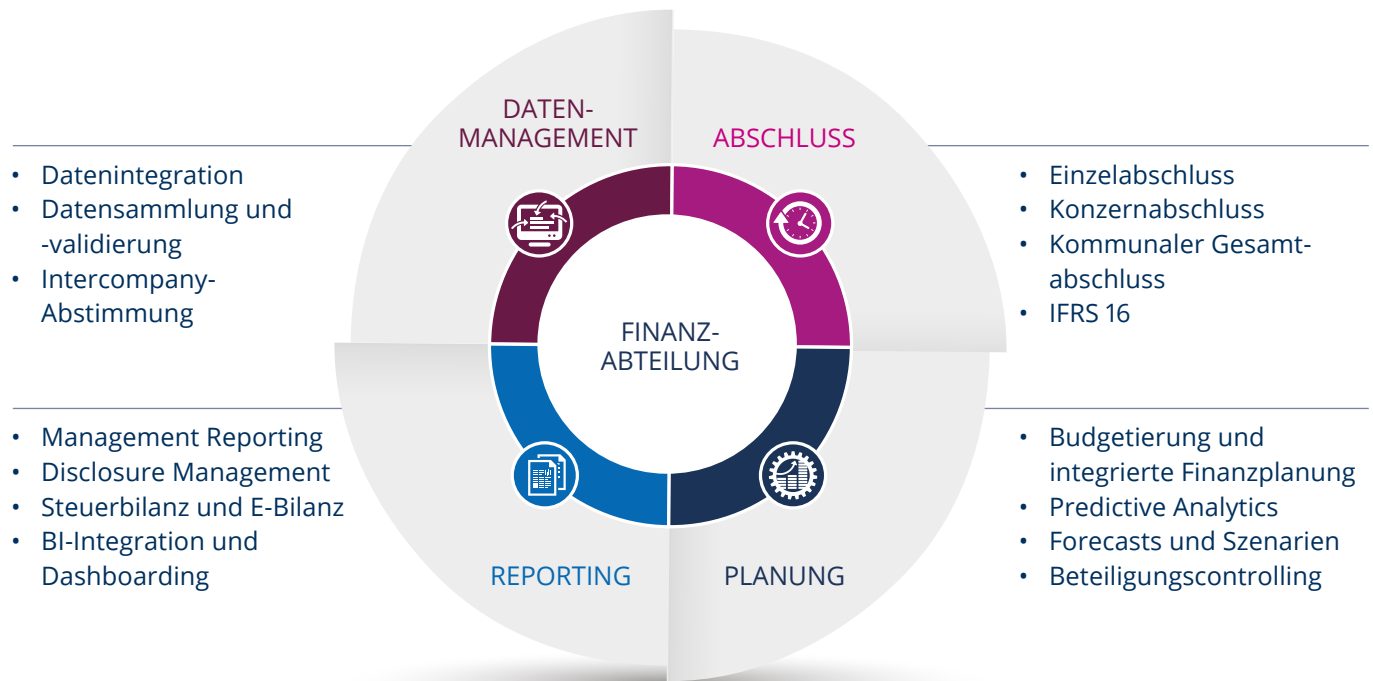 DATEN-
MANAGEMENT
• Datenintegration
• Datensammlung und
-validierung
• Intercompany-
Abstimmung
ABSCHLUSS
• Einzelabschluss
• Konzernabschluss
• Kommunaler Gesamt-
abschluss
• IFRS 16
FINANZ-
ABTEILUNG
REPORTING
• Management Reporting
• Disclosure Management
• Steuerbilanz und E-Bilanz
• BI-Integration und
Dashboarding
PLANUNG
• Budgetierung und
integrierte Finanzplanung
• Predictive Analytics
• Forecasts und Szenarien
• Beteiligungscontrolling